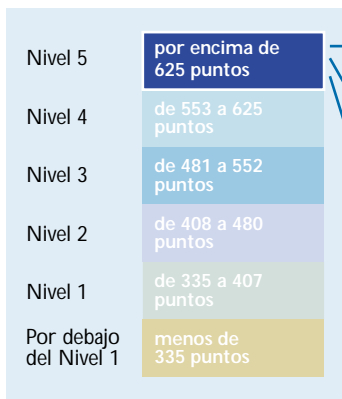 Nivel 5
por encima de
625 puntos
Nivel 4
de 553 a 625
puntos
Nivel 3
de 481 a 552
puntos
Nivel 2
de 408 a 480
puntos
Nivel 1
de 335 a 407
puntos
Por debajo
del Nivel 1
menos de
335 puntos